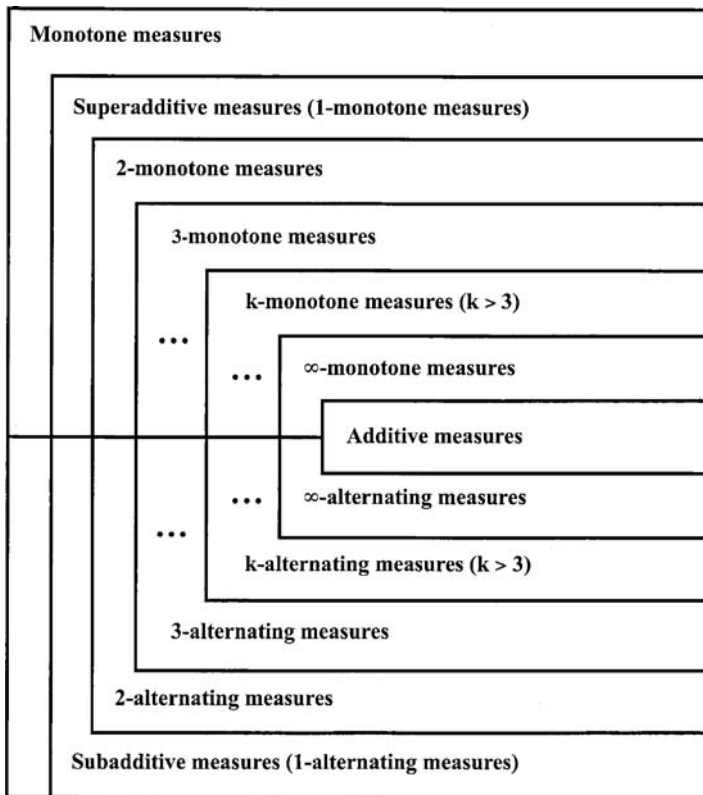 Monotone measures
Superadditive measures (1-monotone measures)
2-monotone measures
3-monotone measures
k-monotone measures (k > 3)
...
... ∞-monotone measures
Additive measures
... ∞-alternating measures
...
k-alternating measures (k > 3)
3-alternating measures
2-alternating measures
Subadditive measures (1-alternating measures)